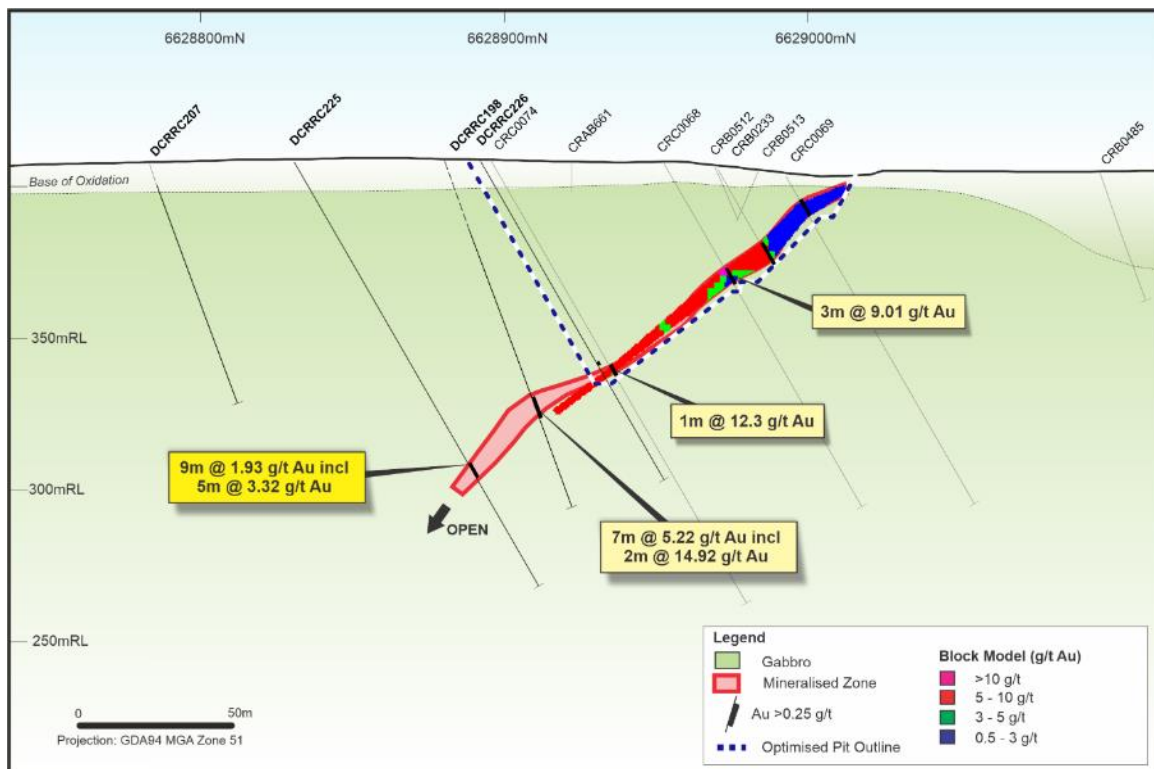 6628800mN
6628900mN
6629000mN
DCRRC207
DCRRC225
DCRRC198
DCRRC226
CRC0074
CRAB661
CRC0068
CRB0512
CRB0233
CRB0513
CRC0069
CRB0485
Base of Oxidation
350mRL
300mRL
250mRL
3m @ 9.01 g/t Au
1m @ 12.3 g/t Au
9m @ 1.93 g/t Au incl
5m @ 3.32 g/t Au
OPEN
7m @ 5.22 g/t Au incl
2m @ 14.92 g/t Au
0
50m
Projection: GDA94 MGA Zone 51
Legend
Gabbro
Mineralised Zone
Au >0.25 g/t
Optimised Pit Outline
Block Model (g/t Au)
>10 g/t
5 - 10 g/t
3 - 5 g/t
0.5 - 3 g/t